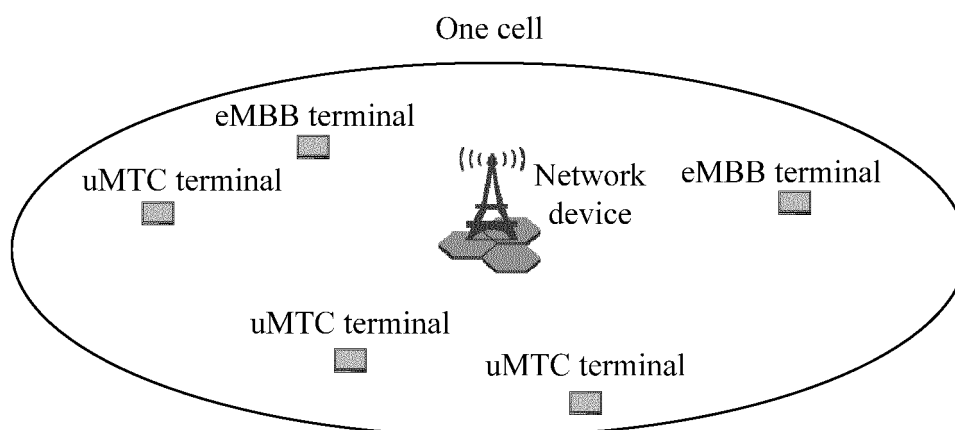 One cell
eMBB terminal
uMTC terminal
Network
device
eMBB terminal
uMTC terminal
uMTC terminal